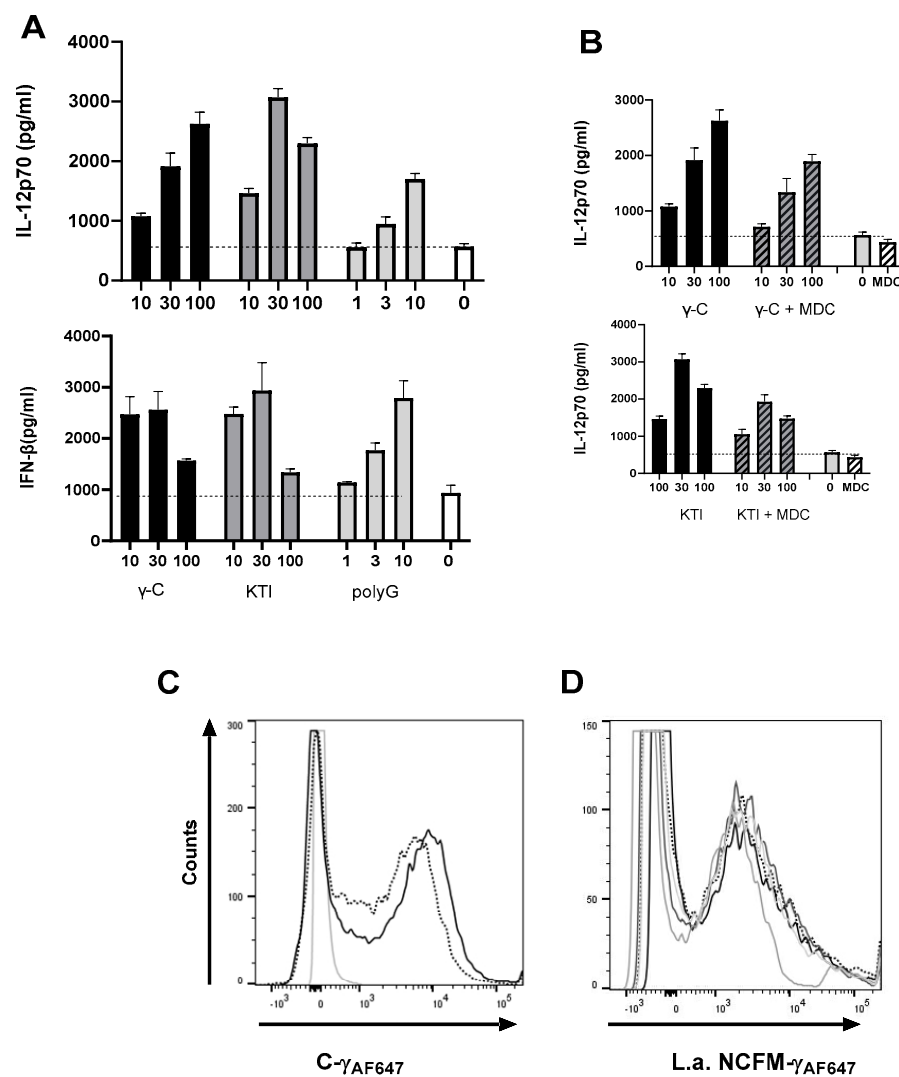 A
IL-12p70 (pg/ml)
4000
3000
2000
1000
0
10 30 100 10 30 100 1 3 10 0
IFN-β(pg/ml)
4000
3000
2000
1000
0
10 30 100 10 30 100 1 3 10 0
γ-C KTI polyG
B
IL-12p70 (pg/ml)
3000
2000
1000
0
10 30 100 10 30 100 0 MDC
γ-C γ-C + MDC
IL-12p70 (pg/ml)
4000
3000
2000
1000
0
100 30 100 10 30 100 0 MDC
KTI KTI + MDC
C
Counts
300
200
100
0
-10³ 0 10³ 10⁴ 10⁵
C-γAF647
D
150
100
50
0
-10³ 0 10³ 10⁴ 10⁵
L.a. NCFM-γAF647